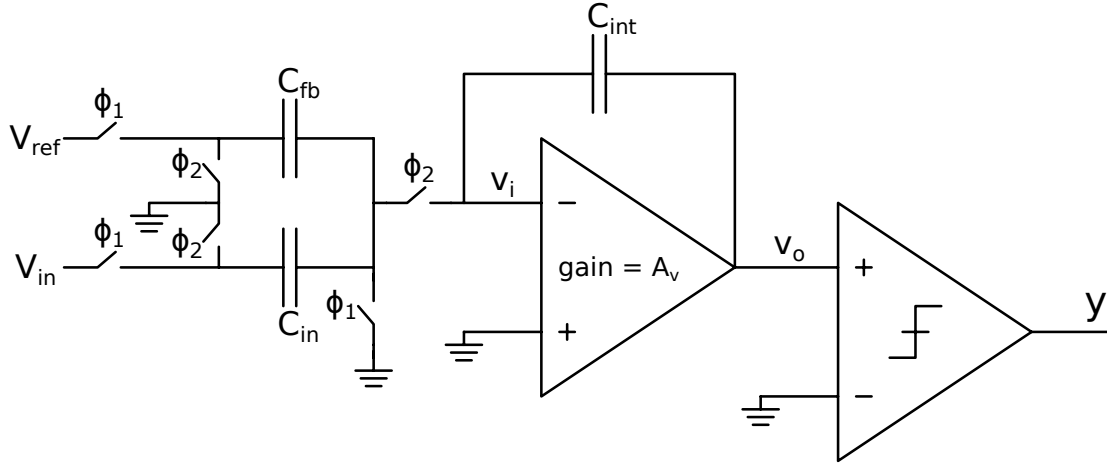 C_int
ϕ_1
C_fb
V_ref
ϕ_2
ϕ_2
v_i
−
ϕ_2
ϕ_1
V_in
gain = A_v
v_o
+
y
C_in
ϕ_1
+
−